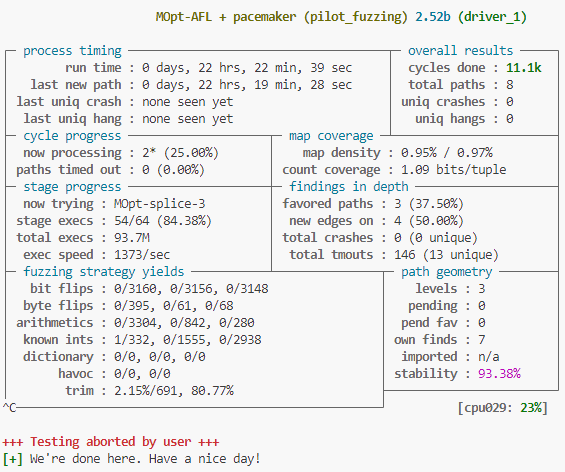 MOpt-AFL + pacemaker (pilot_fuzzing) 2.52b (driver_1)
process timing overall results
run time : 0 days, 22 hrs, 22 min, 39 sec cycles done : 11.1k
last new path : 0 days, 22 hrs, 19 min, 28 sec total paths : 8
last uniq crash : none seen yet uniq crashes : 0
last uniq hang : none seen yet uniq hangs : 0
cycle progress map coverage
now processing : 2* (25.00%) map density : 0.95% / 0.97%
paths timed out : 0 (0.00%) count coverage : 1.09 bits/tuple
stage progress findings in depth
now trying : MOpt-splice-3 favored paths : 3 (37.50%)
stage execs : 54/64 (84.38%) new edges on : 4 (50.00%)
total execs : 93.7M total crashes : 0 (0 unique)
exec speed : 1373/sec total tmouts : 146 (13 unique)
fuzzing strategy yields path geometry
bit flips : 0/3160, 0/3156, 0/3148 levels : 3
byte flips : 0/395, 0/61, 0/68 pending : 0
arithmetics : 0/3304, 0/842, 0/280 pend fav : 0
known ints : 1/332, 0/1555, 0/2938 own finds : 7
dictionary : 0/0, 0/0, 0/0 imported : n/a
havoc : 0/0, 0/0 stability : 93.38%
trim : 2.15%/691, 80.77%
^C [cpu029: 23%]
+++ Testing aborted by user +++
[+] We're done here. Have a nice day!